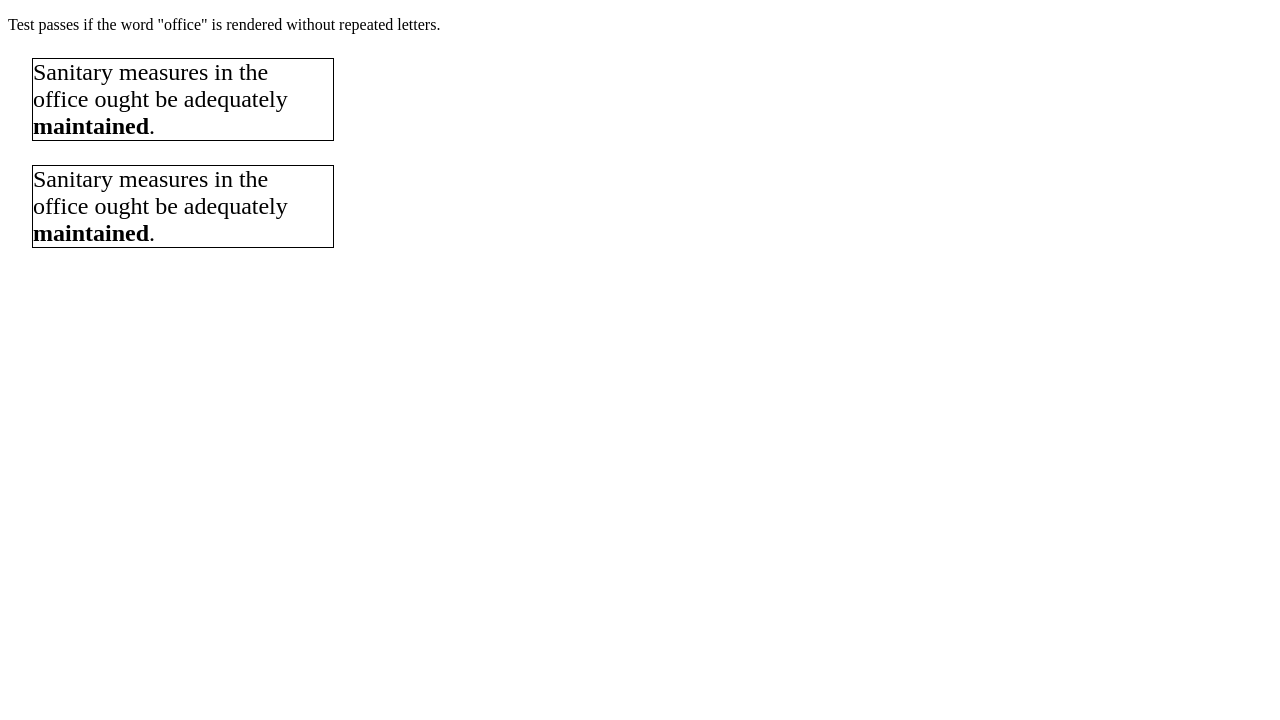 Test passes if the word "office" is rendered without repeated letters.
Sanitary measures in the
office ought be adequately
maintained.
Sanitary measures in the
office ought be adequately
maintained.